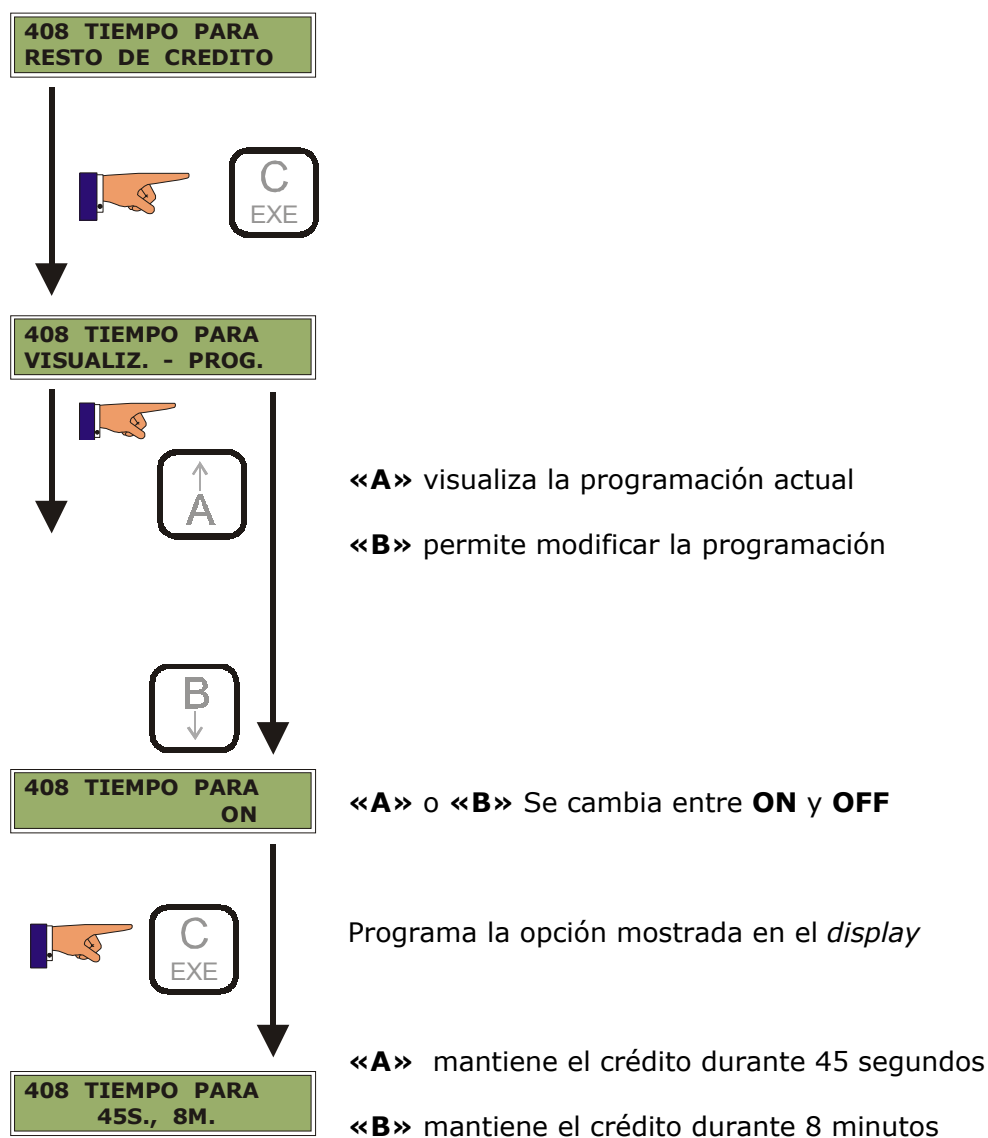 408 TIEMPO PARA
RESTO DE CREDITO
C
EXE
408 TIEMPO PARA
VISUALIZ. - PROG.
A
«A» visualiza la programación actual
«B» permite modificar la programación
B
408 TIEMPO PARA
ON
«A» o «B» Se cambia entre ON y OFF
C
EXE
Programa la opción mostrada en el display
408 TIEMPO PARA
45S., 8M.
«A» mantiene el crédito durante 45 segundos
«B» mantiene el crédito durante 8 minutos